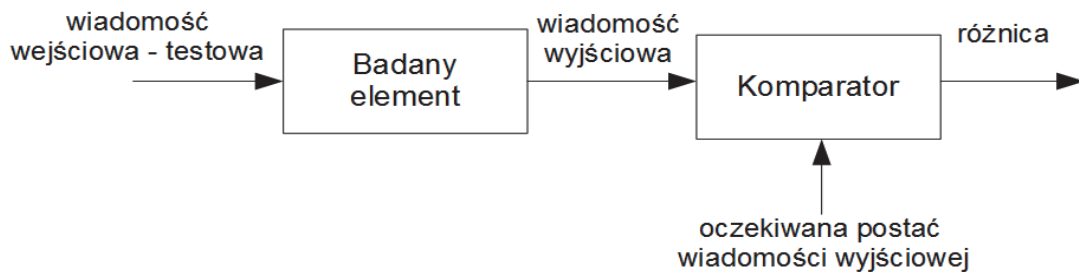 wiadomość
wejściowa - testowa
Badany
element
wiadomość
wyjściowa
Komparator
różnica
oczekiwana postać
wiadomości wyjściowej